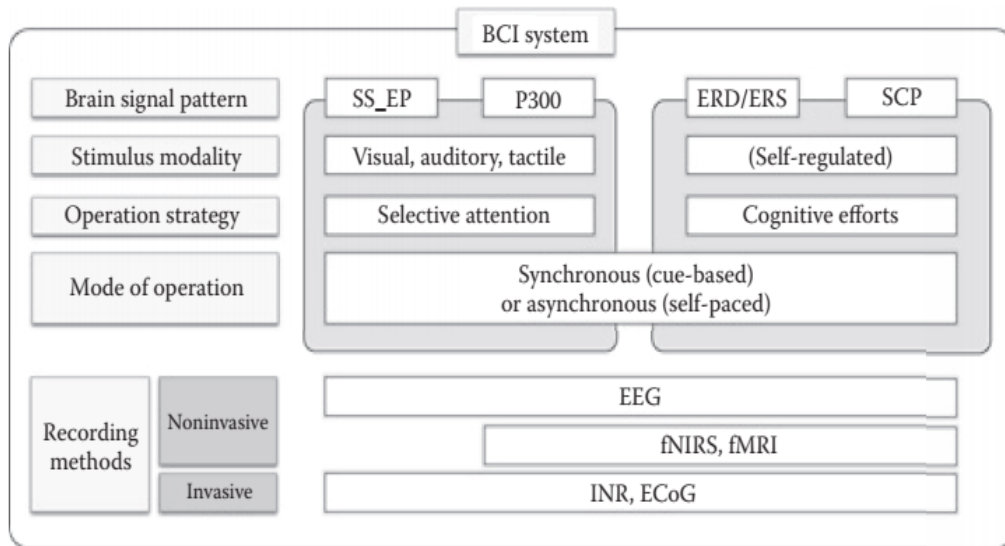 BCI system
Brain signal pattern
SS_EP
P300
ERD/ERS
SCP
Stimulus modality
Visual, auditory, tactile
(Self-regulated)
Operation strategy
Selective attention
Cognitive efforts
Mode of operation
Synchronous (cue-based)
or asynchronous (self-paced)
Recording
methods
Noninvasive
EEG
fNIRS, fMRI
Invasive
INR, ECoG